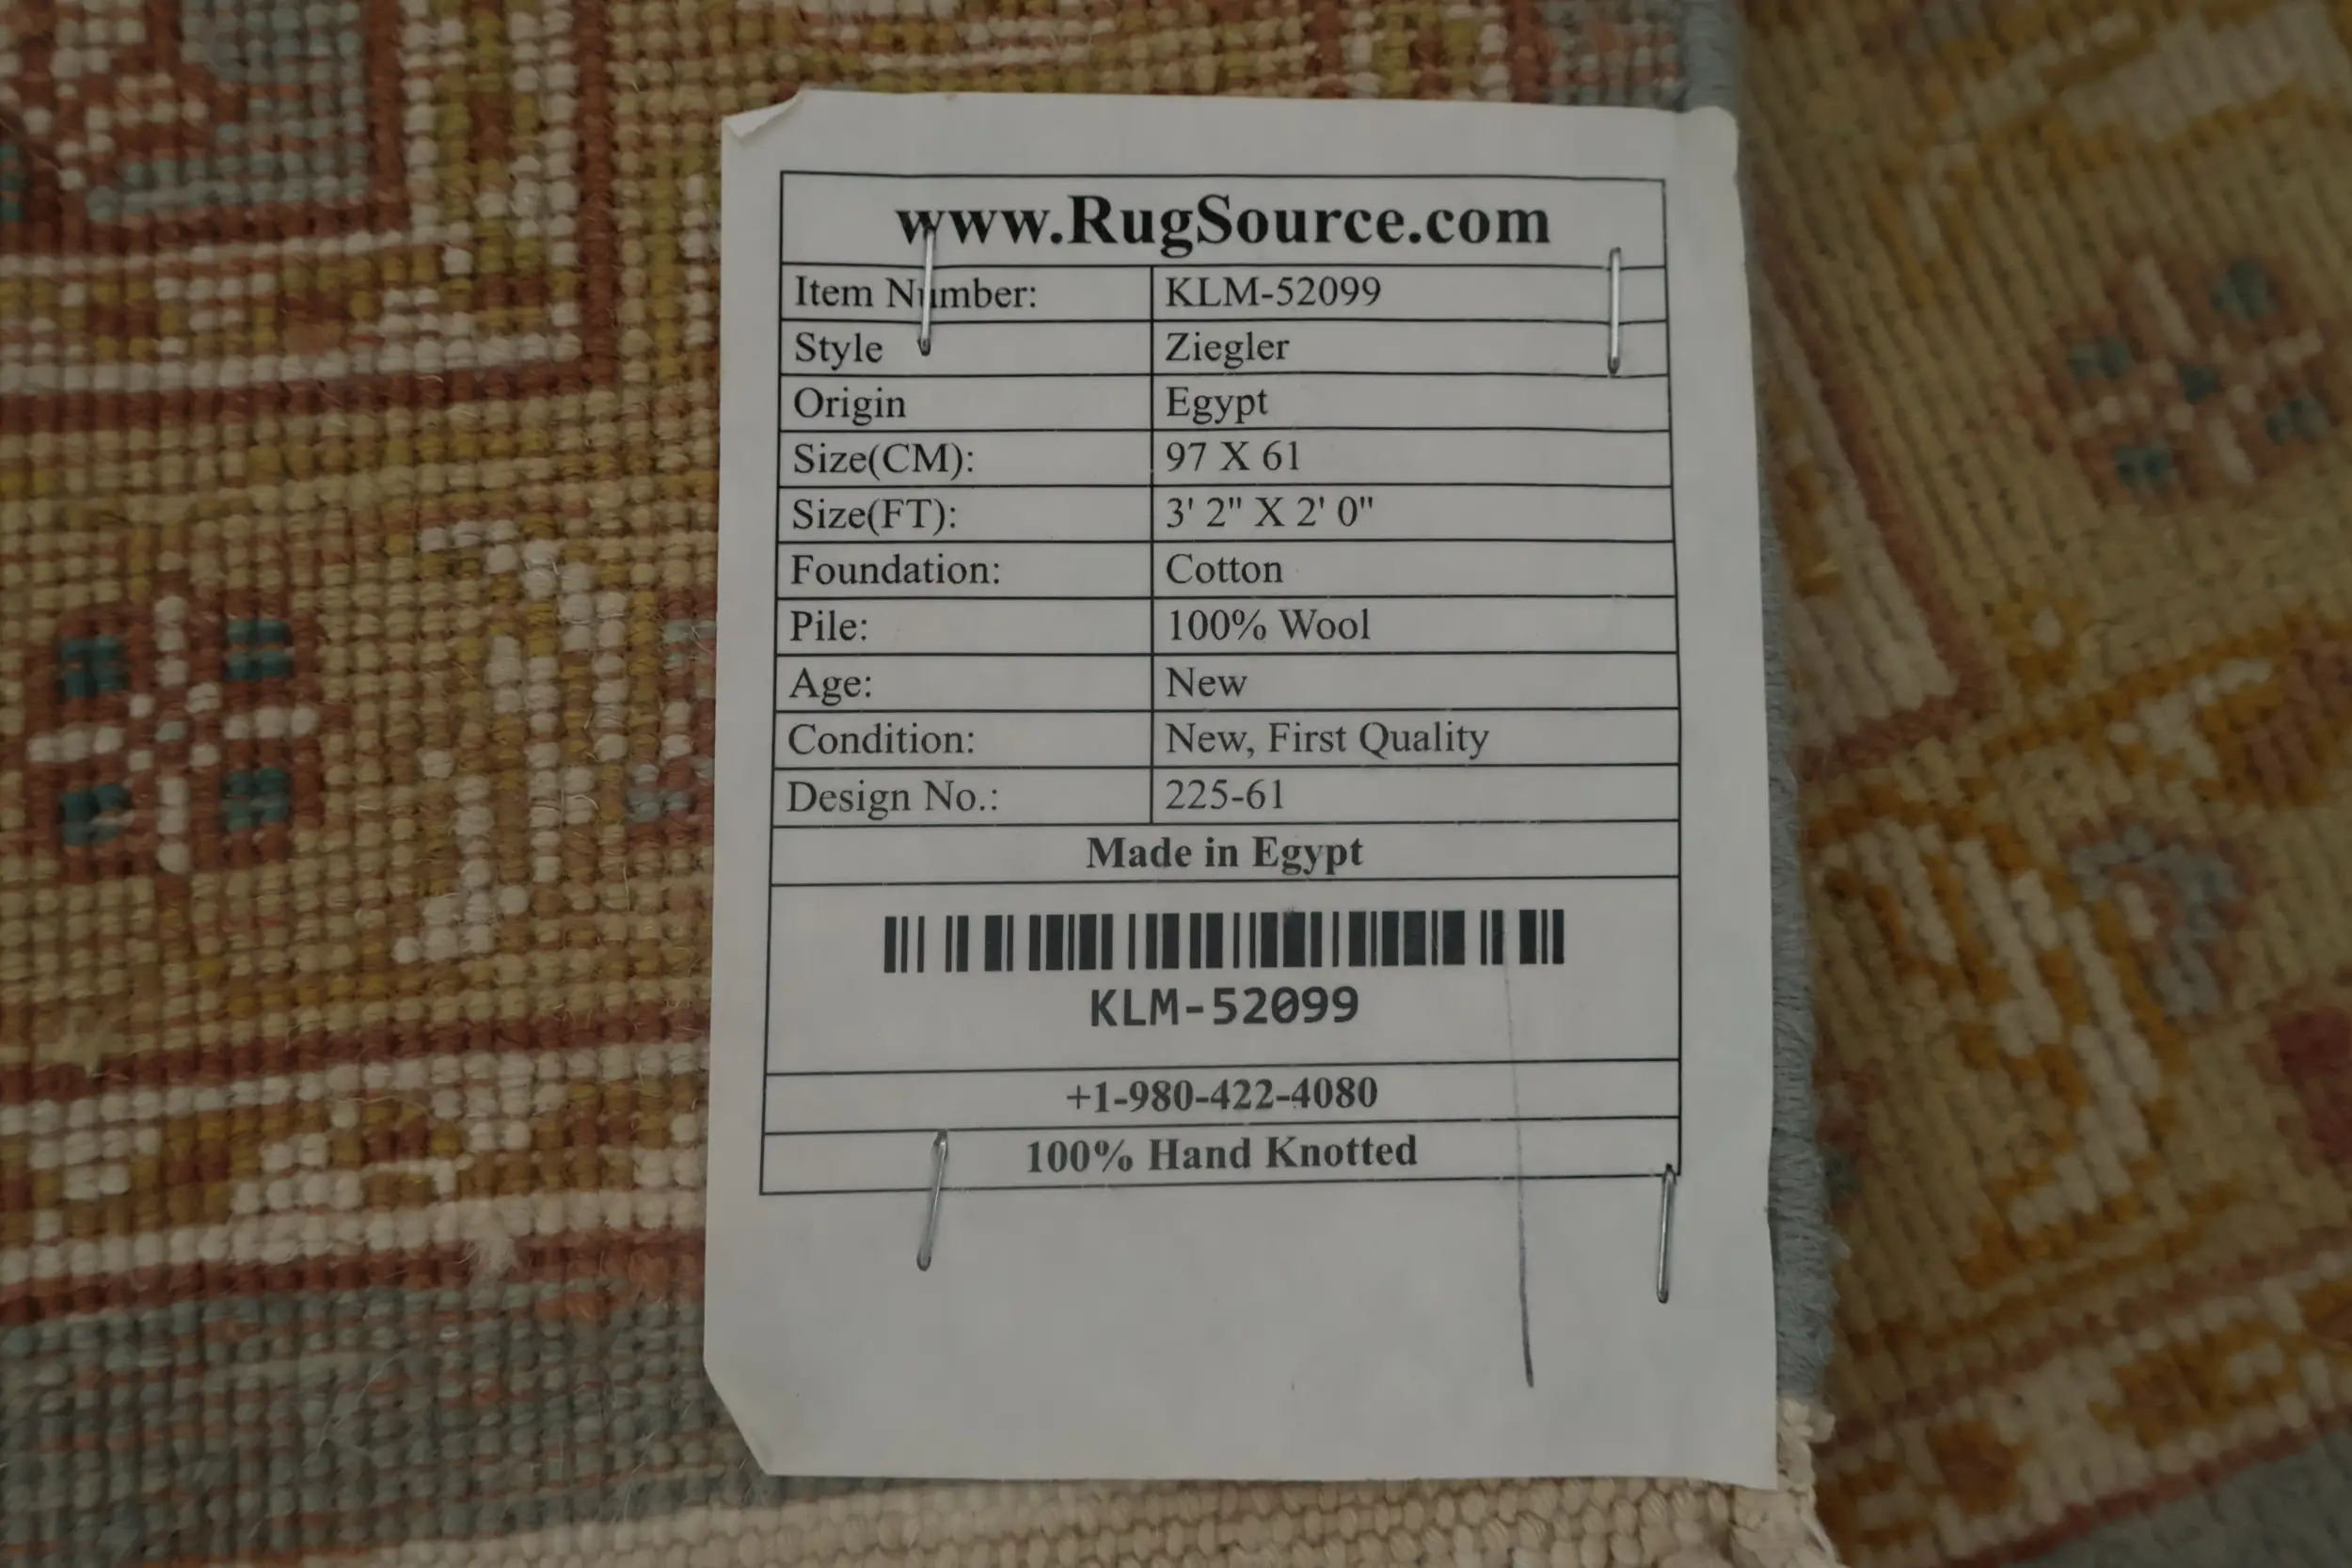 www.RugSource.com
Item Number: KLM-52099
Style Ziegler
Origin Egypt
Size(CM): 97 X 61
Size(FT): 3' 2" X 2' 0"
Foundation: Cotton
Pile: 100% Wool
Age: New
Condition: New, First Quality
Design No.: 225-61
Made in Egypt
KLM-52099
+1-980-422-4080
100% Hand Knotted